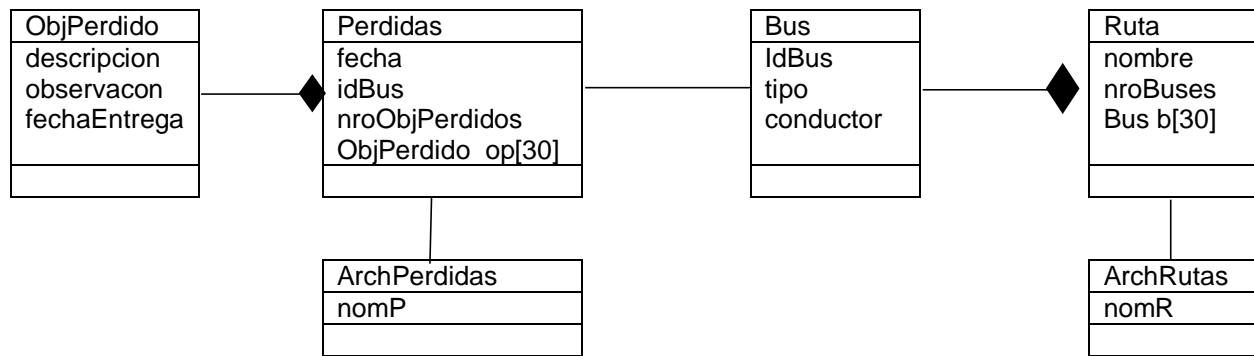 ObjPerdido
descripcion
observacon
fechaEntrega
Perdidas
fecha
idBus
nroObjPerdidos
ObjPerdido op[30]
Bus
IdBus
tipo
conductor
Ruta
nombre
nroBuses
Bus b[30]
ArchPerdidas
nomP
ArchRutas
nomR